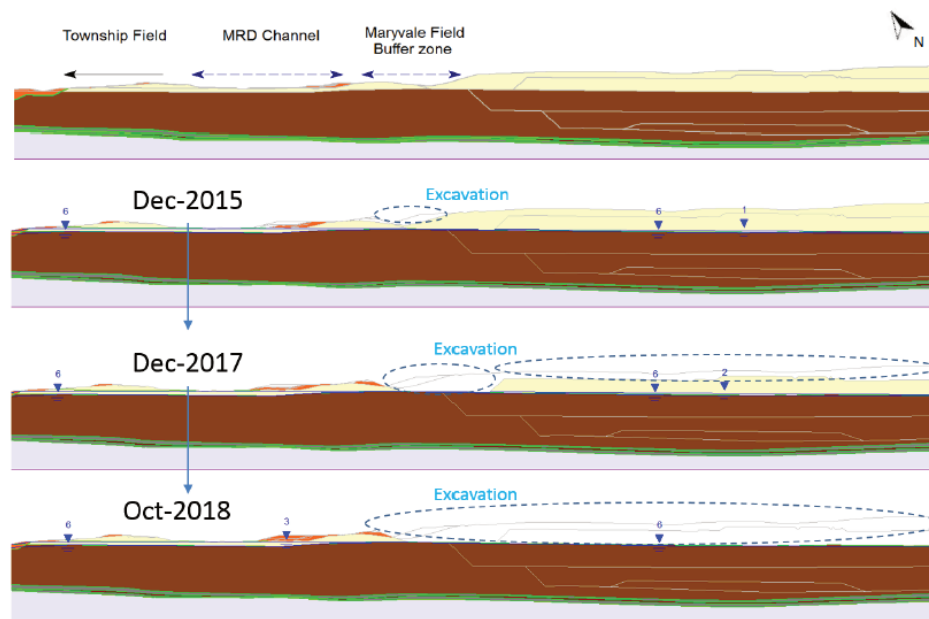 Township Field
MRD Channel
Maryvale Field
Buffer zone
N
Dec-2015
Excavation
6
6
1
Dec-2017
Excavation
6
6
2
Oct-2018
Excavation
6
3
6